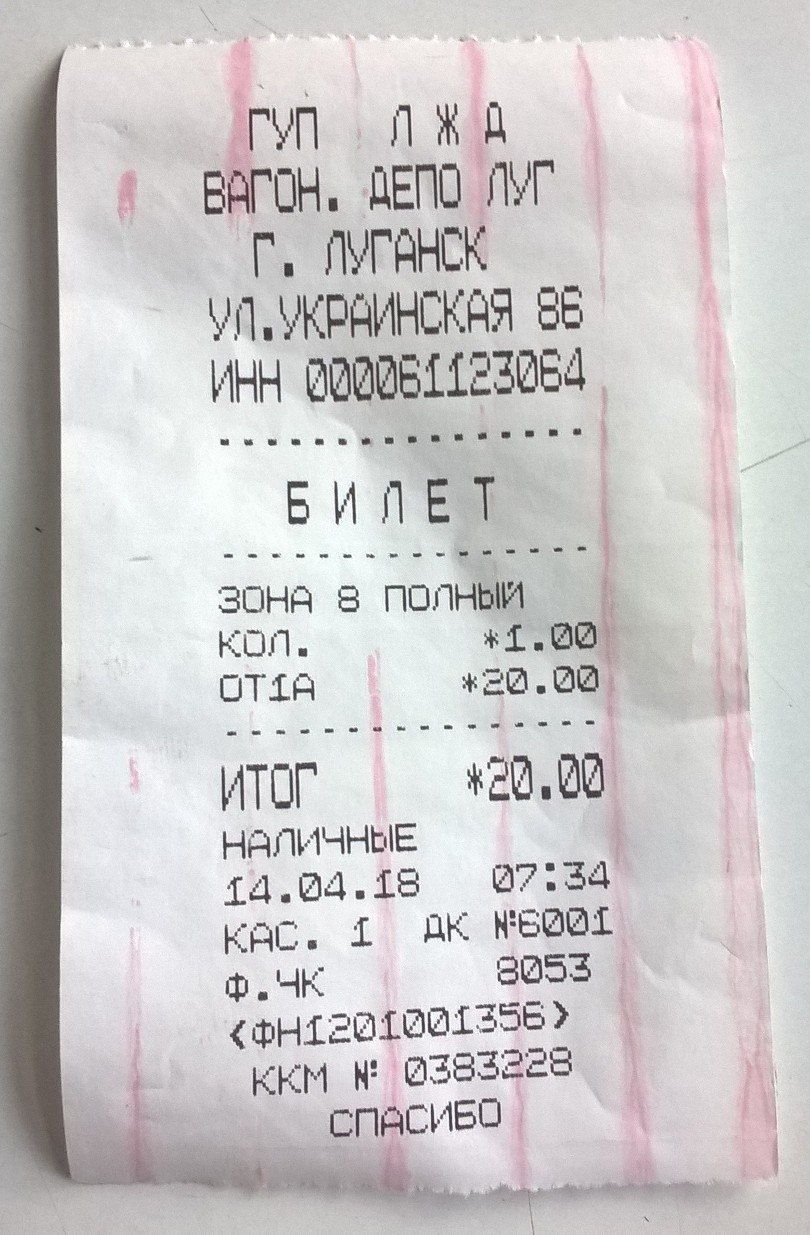 ГУП Л Ж Д
ВАГОН. ДЕПО ЛУГ
Г. ЛУГАНСК
УЛ.УКРАИНСКАЯ 86
ИНН 000061123064
----------------
БИЛЕТ
----------------
ЗОНА 8 ПОЛНЫЙ
КОЛ. *1.00
ОТ1А *20.00
----------------
ИТОГ *20.00
НАЛИЧНЫЕ
14.04.18 07:34
КАС. 1 ДК №6001
Ф.ЧК 8053
<ФН1201001356>
ККМ № 0383228
СПАСИБО